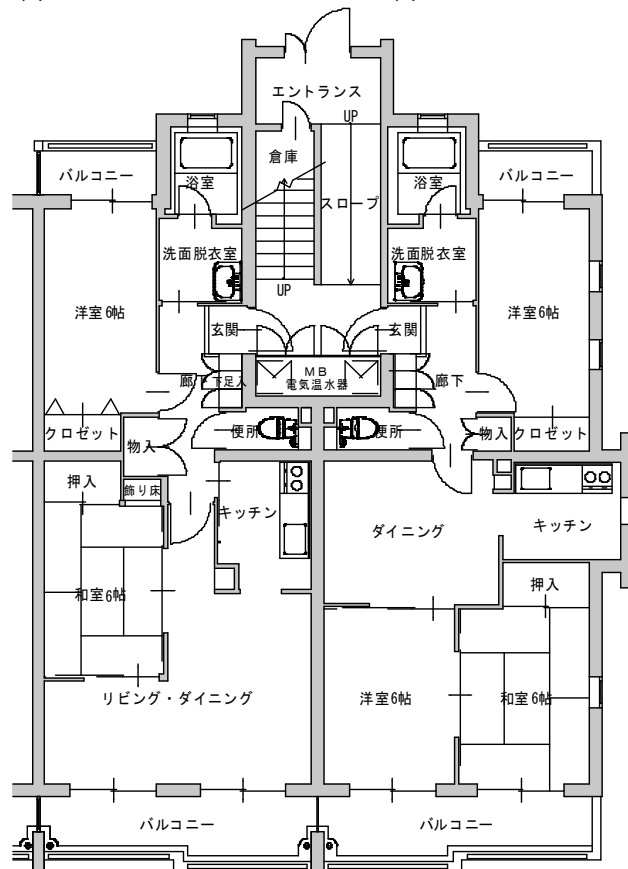 エントランス
UP
倉庫
スロープ
UP
バルコニー
浴室
浴室
バルコニー
洗面脱衣室
洗面脱衣室
洋室6帖
洋室6帖
玄関
玄関
MB
電気温水器
廊下
下足入
廊下
クロゼット
物入
便所
便所
物入
クロゼット
押入
飾り床
キッチン
ダイニング
キッチン
和室6帖
押入
リビング・ダイニング
洋室6帖
和室6帖
バルコニー
バルコニー